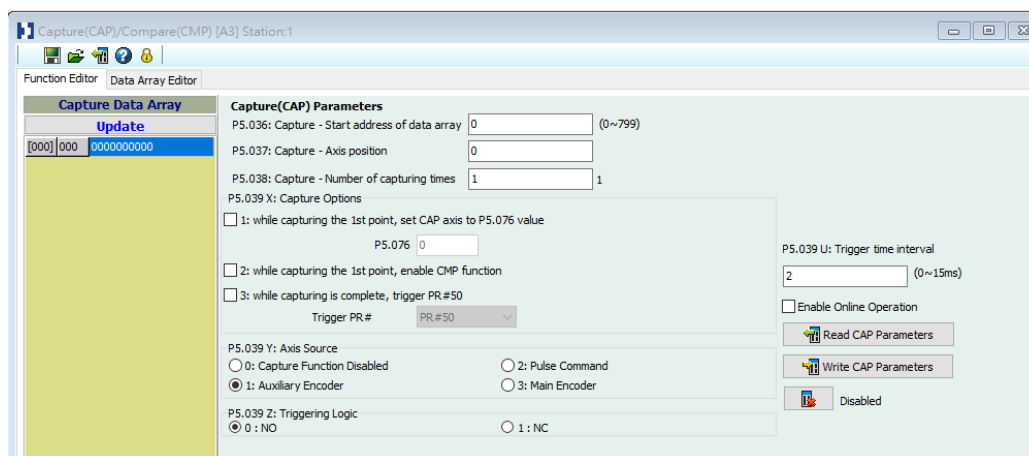 Capture(CAP)/Compare(CMP) [A3] Station:1
Function Editor Data Array Editor
Capture Data Array
Update
[000] 000 0000000000
Capture(CAP) Parameters
P5.036: Capture - Start address of data array 0 (0~799)
P5.037: Capture - Axis position 0
P5.038: Capture - Number of capturing times 1 1
P5.039 X: Capture Options
1: while capturing the 1st point, set CAP axis to P5.076 value
P5.076 0
2: while capturing the 1st point, enable CMP function
3: while capturing is complete, trigger PR#50
Trigger PR# PR#50
P5.039 Y: Axis Source
0: Capture Function Disabled 2: Pulse Command
1: Auxiliary Encoder 3: Main Encoder
P5.039 Z: Triggering Logic
0 : NO 1 : NC
P5.039 U: Trigger time interval
2 (0~15ms)
Enable Online Operation
Read CAP Parameters
Write CAP Parameters
Disabled